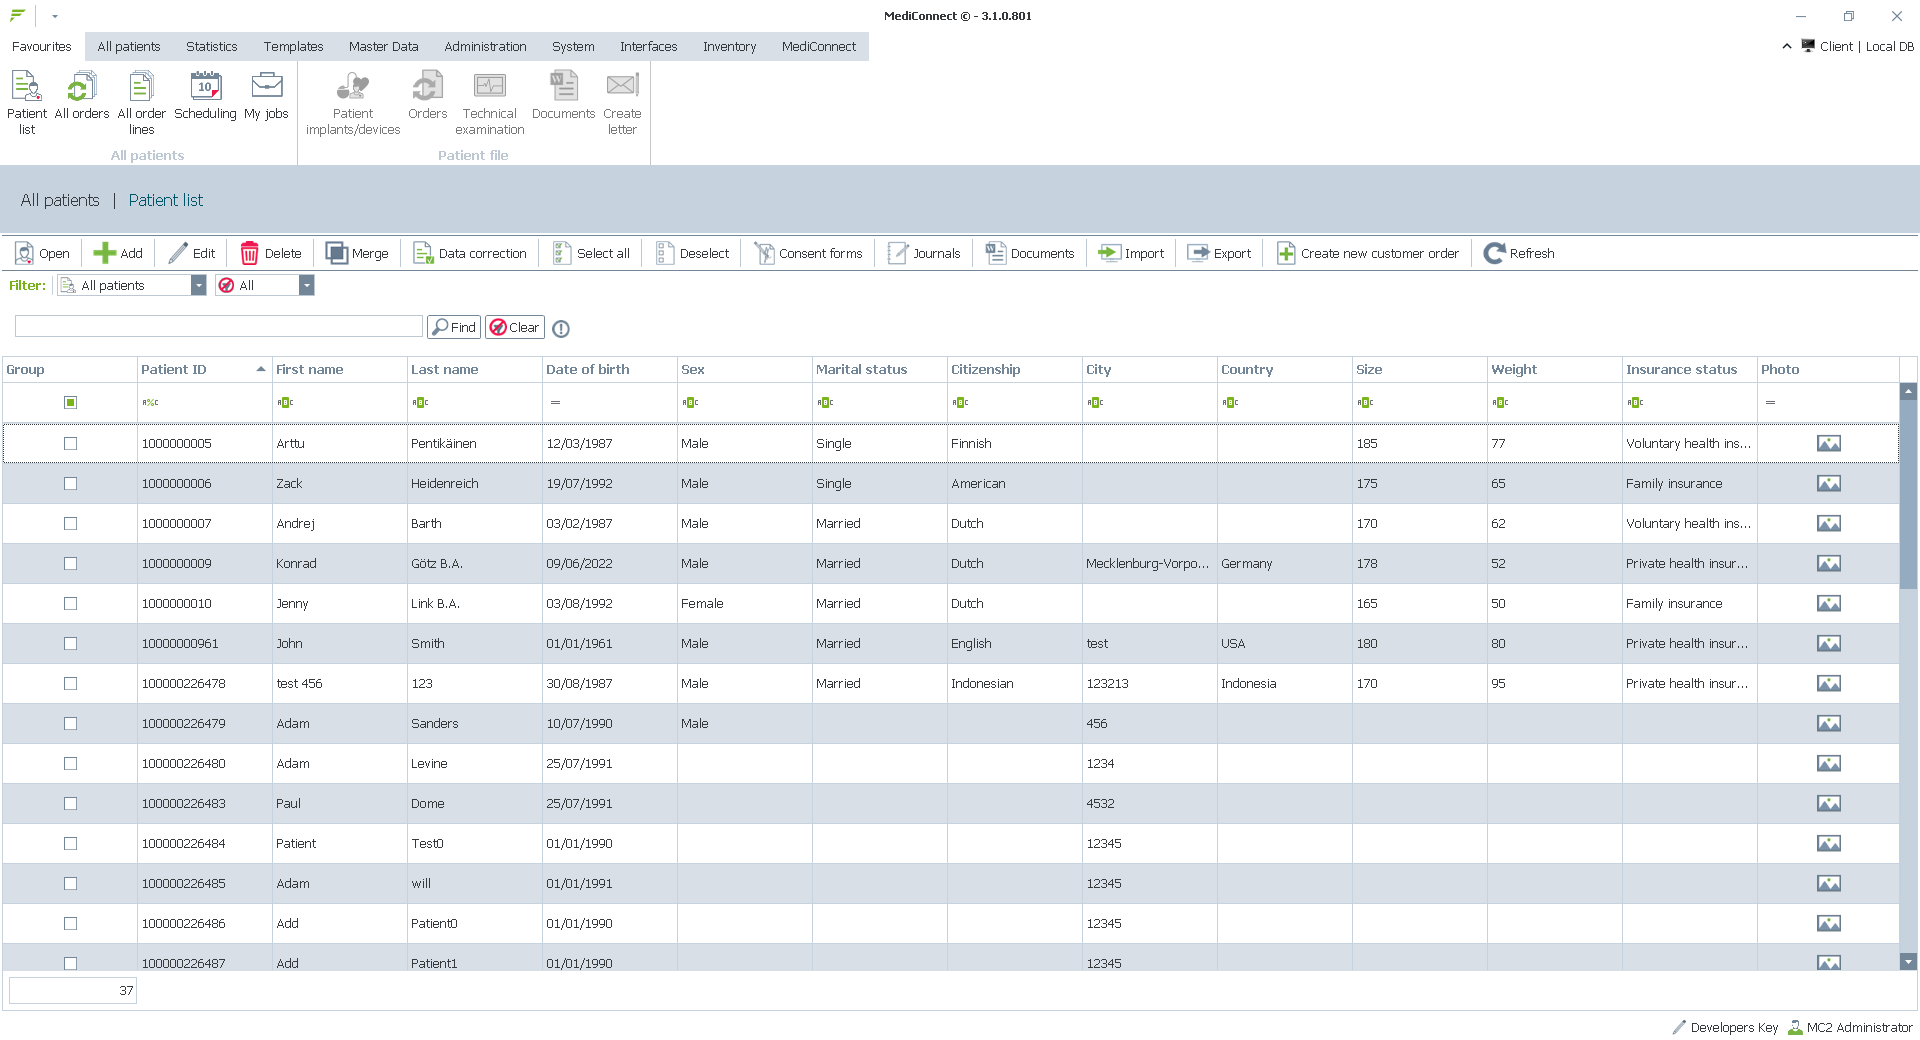 MediConnect © - 3.1.0.801
Favourites All patients Statistics Templates Master Data Administration System Interfaces Inventory MediConnect
Client | Local DB
Patient list All orders All order lines Scheduling My jobs
All patients
Patient implants/devices Orders Technical examination Documents Create letter
Patient file
All patients | Patient list
Open Add Edit Delete Merge Data correction Select all Deselect Consent forms Journals Documents Import Export Create new customer order Refresh
Filter: All patients All
Find Clear
Group Patient ID First name Last name Date of birth Sex Marital status Citizenship City Country Size Weight Insurance status Photo
1000000005 Arttu Pentikäinen 12/03/1987 Male Single Finnish 185 77 Voluntary health ins...
1000000006 Zack Heidenreich 19/07/1992 Male Single American 175 65 Family insurance
1000000007 Andrej Barth 03/02/1987 Male Married Dutch 170 62 Voluntary health ins...
1000000009 Konrad Götz B.A. 09/06/2022 Male Married Dutch Mecklenburg-Vorpo... Germany 178 52 Private health insur...
1000000010 Jenny Link B.A. 03/08/1992 Female Married Dutch 165 50 Family insurance
10000000961 John Smith 01/01/1961 Male Married English test USA 180 80 Private health insur...
100000226478 test 456 123 30/08/1987 Male Married Indonesian 123213 Indonesia 170 95 Private health insur...
100000226479 Adam Sanders 10/07/1990 Male 456
100000226480 Adam Levine 25/07/1991 1234
100000226483 Paul Dome 25/07/1991 4532
100000226484 Patient Test0 01/01/1990 12345
100000226485 Adam will 01/01/1991 12345
100000226486 Add Patient0 01/01/1990 12345
100000226487 Add Patient1 01/01/1990 12345
37
Developers Key MC2 Administrator